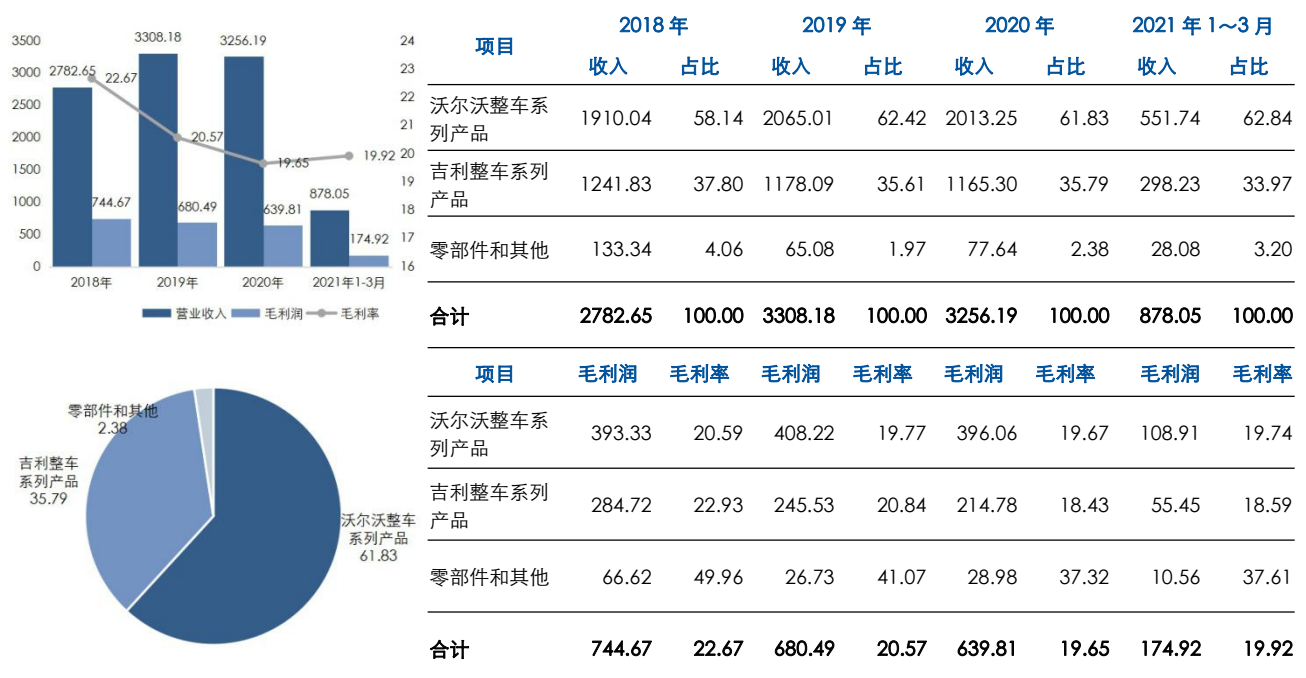 3500
3000
2500
2000
1500
1000
500
0
24
23
22
21
20
19
18
17
16
2782.65
3308.18
3256.19
878.05
744.67
680.49
639.81
174.92
22.67
20.57
19.65
19.92
2018年 2019年 2020年 2021年1-3月
营业收入 毛利润 毛利率
零部件和其他
2.38
吉利整车
系列产品
35.79
沃尔沃整车
系列产品
61.83
项目 2018 年 2019 年 2020 年 2021 年 1～3 月
收入 占比 收入 占比 收入 占比 收入 占比
沃尔沃整车系
列产品 1910.04 58.14 2065.01 62.42 2013.25 61.83 551.74 62.84
吉利整车系列
产品 1241.83 37.80 1178.09 35.61 1165.30 35.79 298.23 33.97
零部件和其他 133.34 4.06 65.08 1.97 77.64 2.38 28.08 3.20
合计 2782.65 100.00 3308.18 100.00 3256.19 100.00 878.05 100.00
项目 毛利润 毛利率 毛利润 毛利率 毛利润 毛利率 毛利润 毛利率
沃尔沃整车系
列产品 393.33 20.59 408.22 19.77 396.06 19.67 108.91 19.74
吉利整车系列
产品 284.72 22.93 245.53 20.84 214.78 18.43 55.45 18.59
零部件和其他 66.62 49.96 26.73 41.07 28.98 37.32 10.56 37.61
合计 744.67 22.67 680.49 20.57 639.81 19.65 174.92 19.92